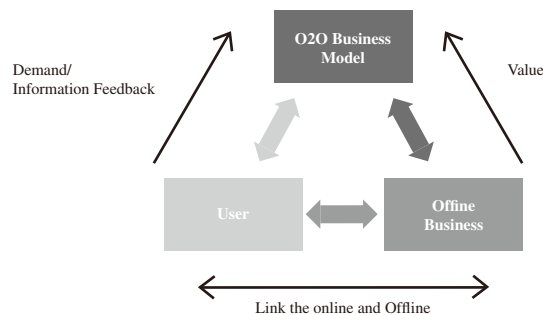 O2O Business
Model
Demand/
Information Feedback
Value
User
Offine
Business
Link the online and Offline